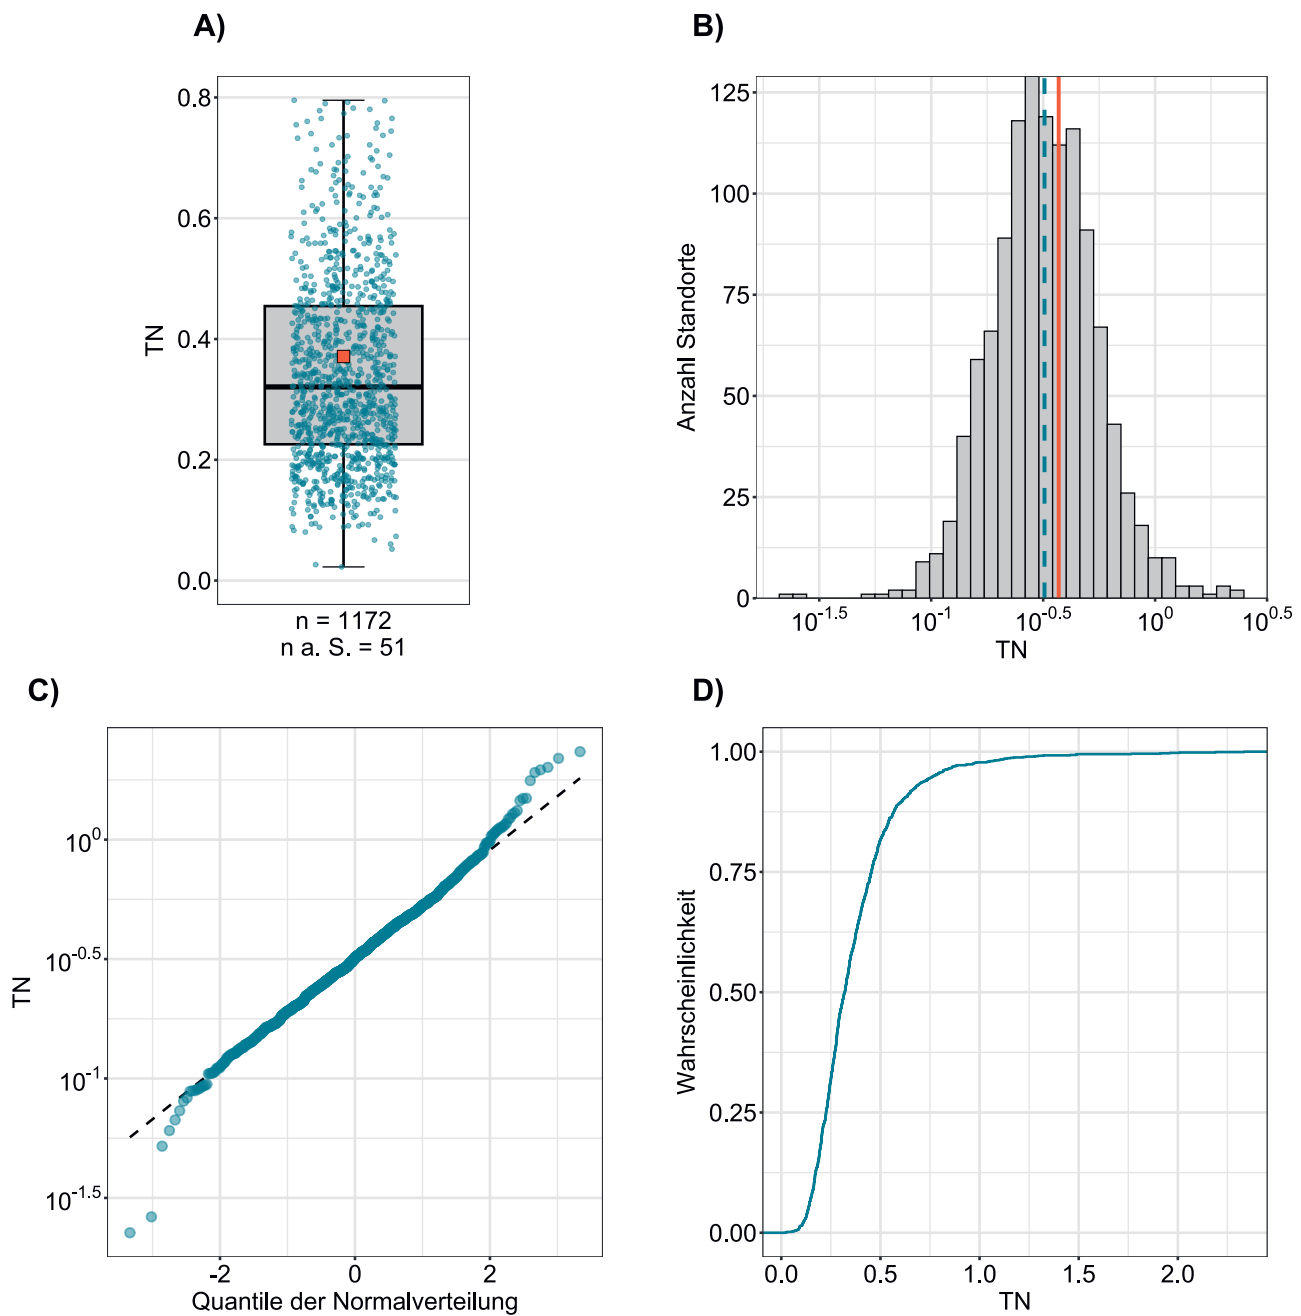 A)
0.8
0.6
0.4
0.2
0.0
TN
n = 1172
n a. S. = 51
B)
125
100
75
50
25
0
Anzahl Standorte
10^-1.5 10^-1 10^-0.5 10^0 10^0.5
TN
C)
10^0
10^-0.5
10^-1
10^-1.5
TN
-2 0 2
Quantile der Normalverteilung
D)
1.00
0.75
0.50
0.25
0.00
Wahrscheinlichkeit
0.0 0.5 1.0 1.5 2.0
TN